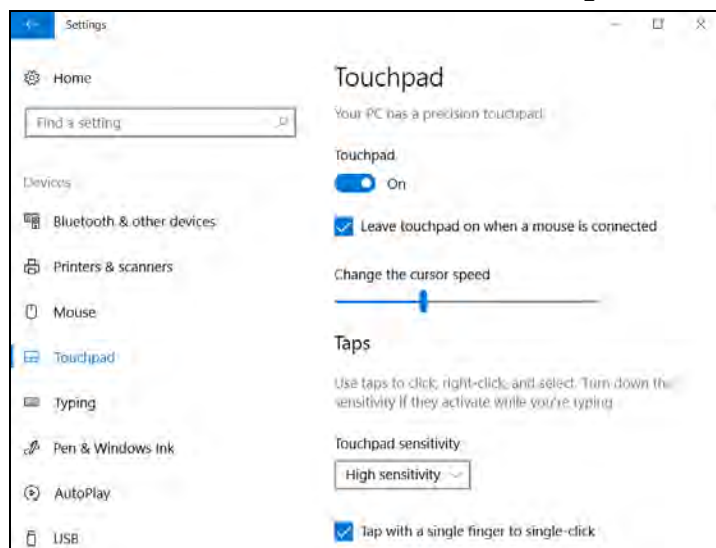 Settings
Home
Find a setting
Devices
Bluetooth & other devices
Printers & scanners
Mouse
Touchpad
Typing
Pen & Windows Ink
AutoPlay
USB
Touchpad
Your PC has a precision touchpad.
Touchpad
On
Leave touchpad on when a mouse is connected
Change the cursor speed
Taps
Use taps to click, right-click, and select. Turn down the
sensitivity if they activate while you're typing
Touchpad sensitivity
High sensitivity
Tap with a single finger to single-click